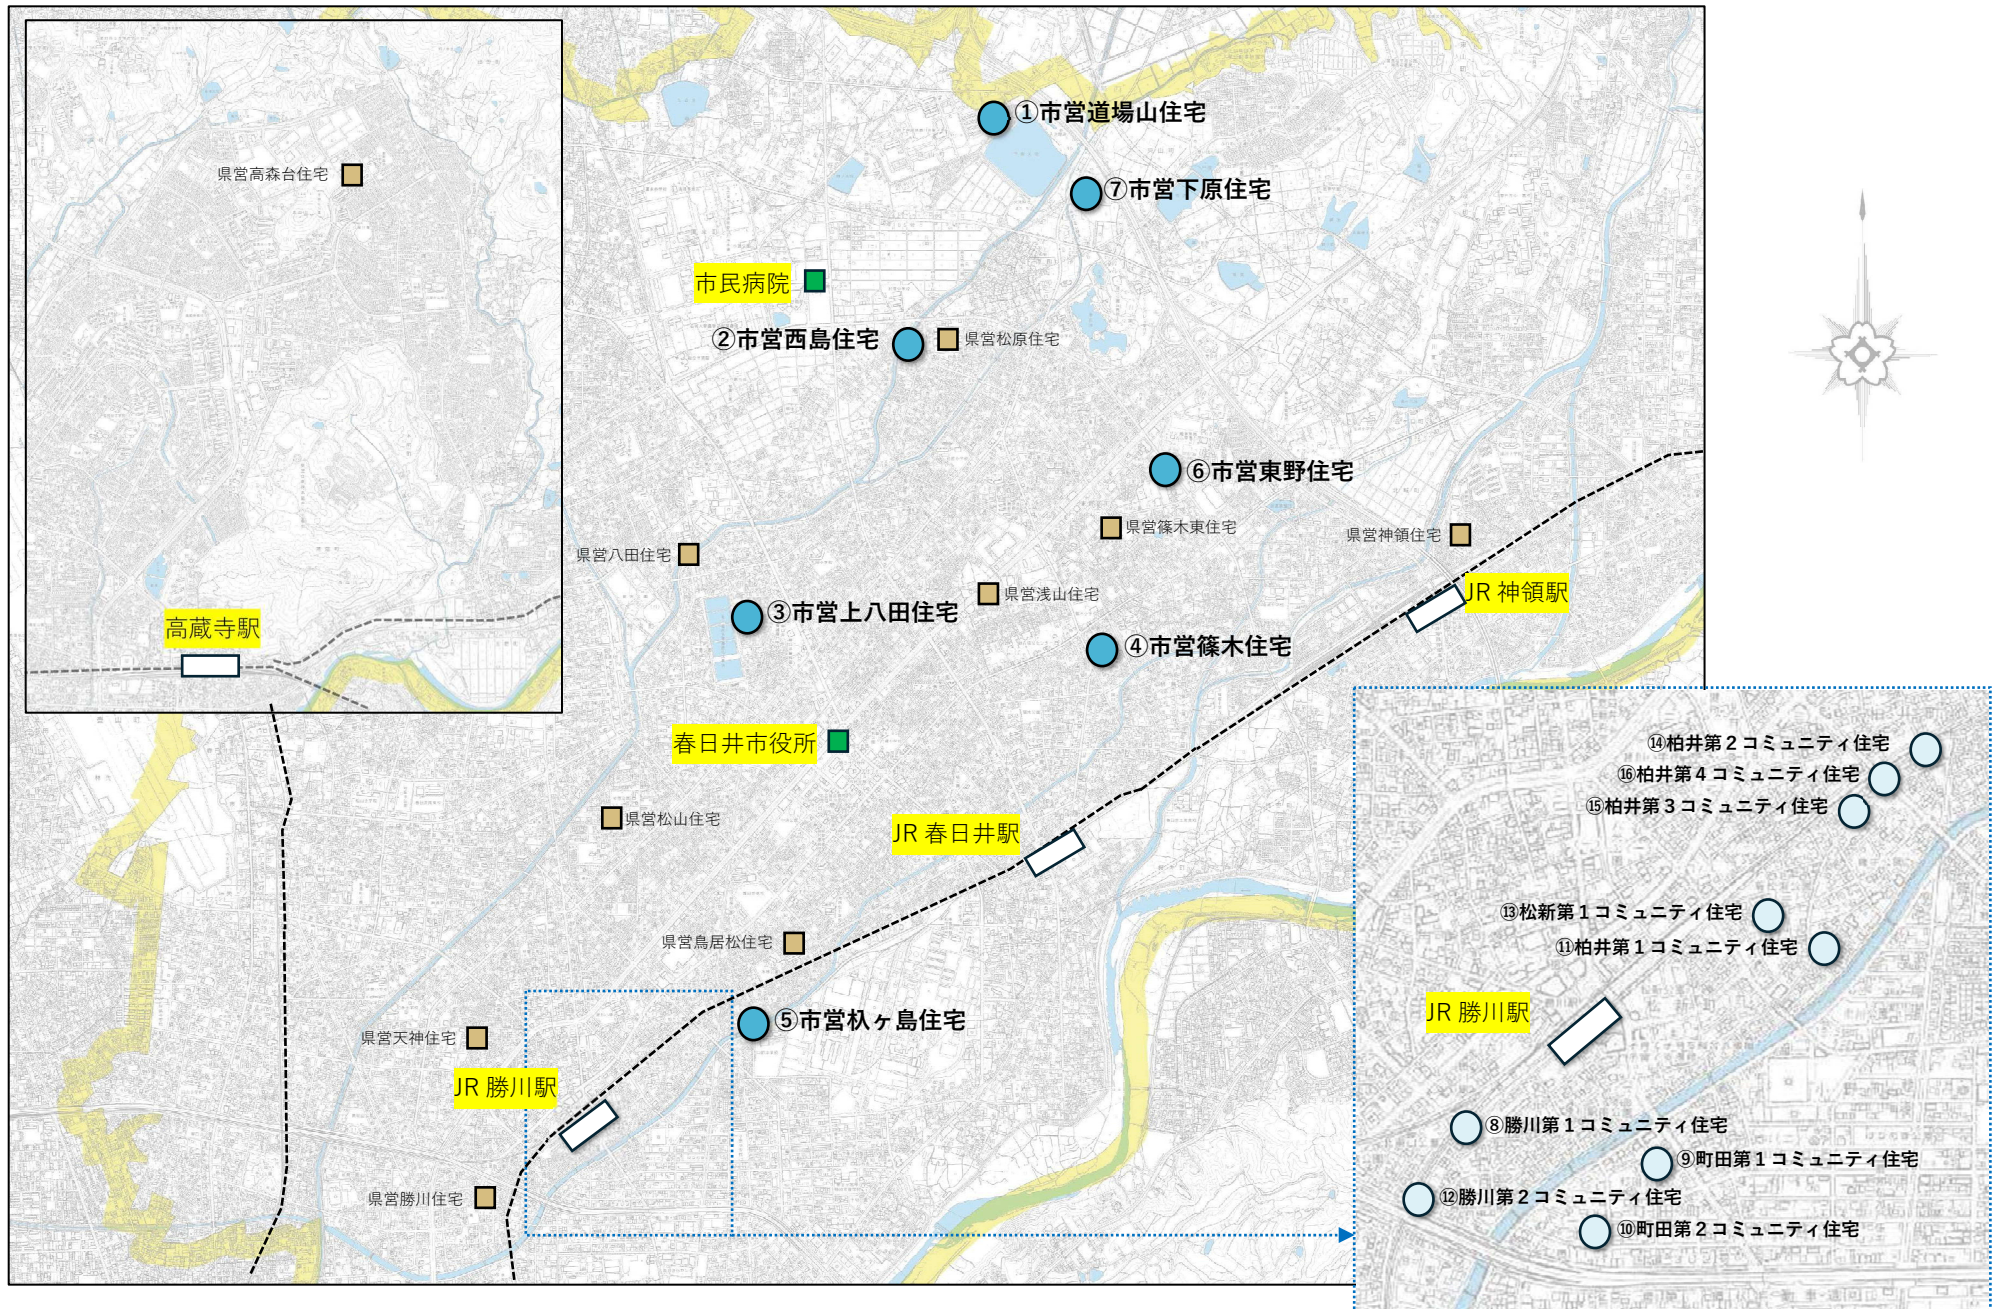 ①市営道場山住宅
県営高森台住宅
⑦市営下原住宅
市民病院
②市営西島住宅
県営松原住宅
⑥市営東野住宅
県営篠木東住宅
県営神領住宅
県営八田住宅
県営浅山住宅
JR 神領駅
③市営上八田住宅
高蔵寺駅
④市営篠木住宅
春日井市役所
県営松山住宅
JR 春日井駅
県営鳥居松住宅
⑤市営杁ヶ島住宅
県営天神住宅
JR 勝川駅
県営勝川住宅
⑭柏井第2コミュニティ住宅
⑯柏井第4コミュニティ住宅
⑮柏井第3コミュニティ住宅
⑬松新第1コミュニティ住宅
⑪柏井第1コミュニティ住宅
JR 勝川駅
⑧勝川第1コミュニティ住宅
⑨町田第1コミュニティ住宅
⑫勝川第2コミュニティ住宅
⑩町田第2コミュニティ住宅